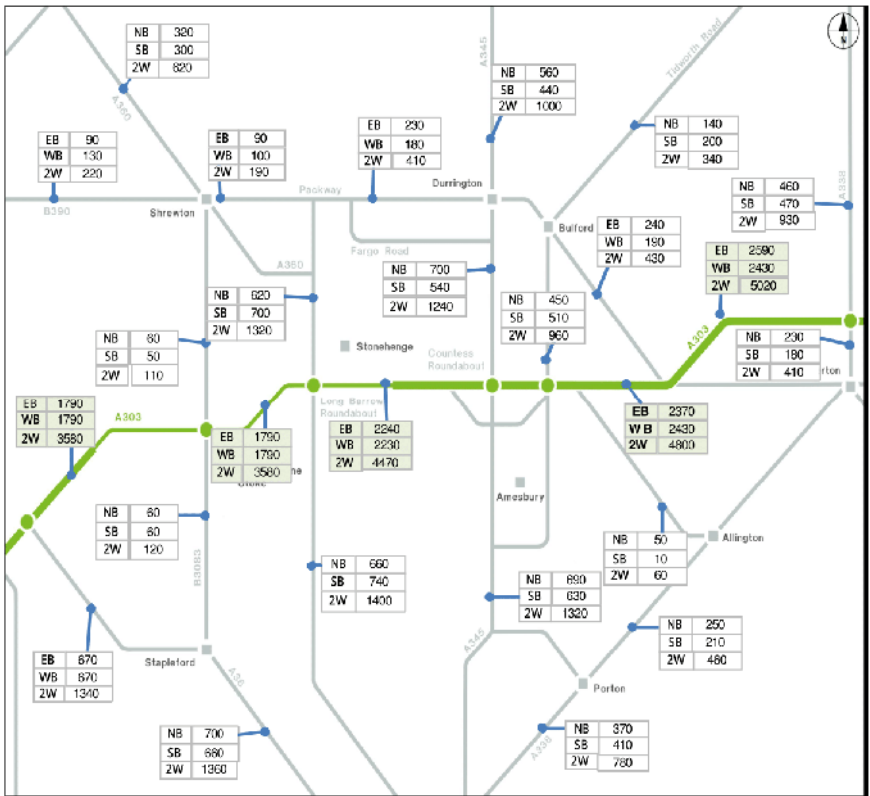 NB 320
SB 300
2W 620
A360
A345
NB 560
SB 440
2W 1000
Tidworth Road
N
EB 90
WB 130
2W 220
EB 90
WB 100
2W 190
EB 230
WB 180
2W 410
NB 140
SB 200
2W 340
A338
NB 460
SB 470
2W 930
Packway
Durrington
B390
Shrewton
Bulford
EB 240
WB 190
2W 430
Fargo Road
A360
EB 2590
WB 2430
2W 5020
NB 700
SB 540
2W 1240
NB 620
SB 700
2W 1320
NB 450
SB 510
2W 960
A303
NB 60
SB 50
2W 110
Stonehenge
Countess
Roundabout
NB 230
SB 180
2W 410
rton
EB 1790
WB 1790
2W 3580
A303
Long Barrow
Roundabout
EB 2240
WB 2230
2W 4470
EB 2370
WB 2430
2W 4800
EB 1790
WB 1790
2W 3580
ne
Amesbury
NB 60
SB 60
2W 120
NB 50
SB 10
2W 60
Allington
B3083
NB 660
SB 740
2W 1400
NB 690
SB 630
2W 1320
NB 250
SB 210
2W 460
EB 670
WB 670
2W 1340
Stapleford
A36
A345
Porton
NB 700
SB 660
2W 1360
A338
NB 370
SB 410
2W 780